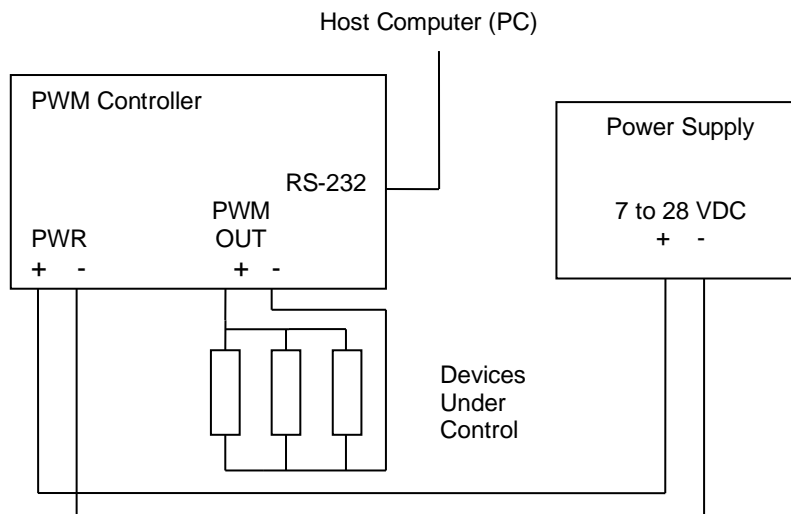 Host Computer (PC)
PWM Controller
RS-232
PWM
OUT
PWR
+ -
+ -
Power Supply
7 to 28 VDC
+ -
Devices
Under
Control